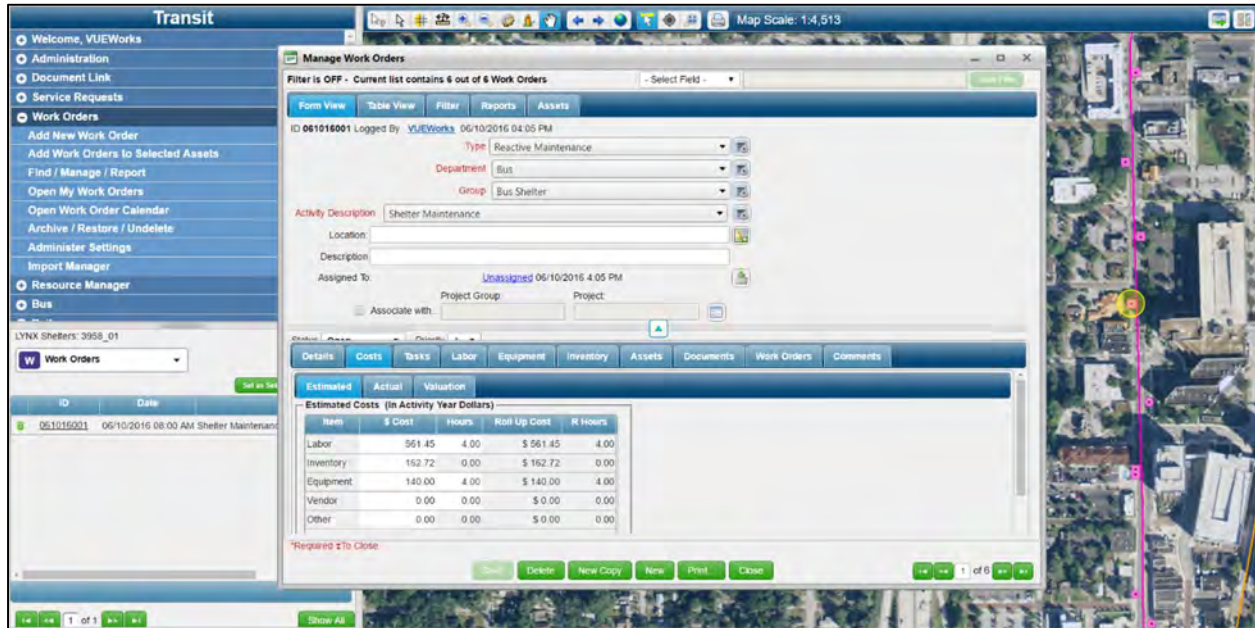 Transit
Map Scale: 1:4,513
Welcome, VUEWorks
Administration
Document Link
Service Requests
Work Orders
Add New Work Order
Add Work Orders to Selected Assets
Find / Manage / Report
Open My Work Orders
Open Work Order Calendar
Archive / Restore / Undelete
Administer Settings
Import Manager
Resource Manager
Bus
LYNX Shelters: 3958_01
W Work Orders
ID Date
061016001 06/10/2016 08:00 AM Shelter Maintenanc
1 of 1 Show All
Manage Work Orders
Filter is OFF - Current list contains 6 out of 6 Work Orders - Select Field -
Form View Table View Filter Reports Assets
ID 061016001 Logged By VUEWorks 06/10/2016 04:05 PM
Type Reactive Maintenance
Department Bus
Group Bus Shelter
Activity Description Shelter Maintenance
Location:
Description
Assigned To: Unassigned 06/10/2016 4:05 PM
Project Group: Project:
Associate with:
Status Open Priority
Details Costs Tasks Labor Equipment Inventory Assets Documents Work Orders Comments
Estimated Actual Valuation
Estimated Costs (In Activity Year Dollars)
Item $ Cost Hours Roll Up Cost R Hours
Labor 561.45 4.00 $ 561.45 4.00
Inventory 162.72 0.00 $ 162.72 0.00
Equipment 140.00 4.00 $ 140.00 4.00
Vendor 0.00 0.00 $ 0.00 0.00
Other 0.00 0.00 $ 0.00 0.00
*Required ‡To Close
Delete New Copy New Print... Close 1 of 6